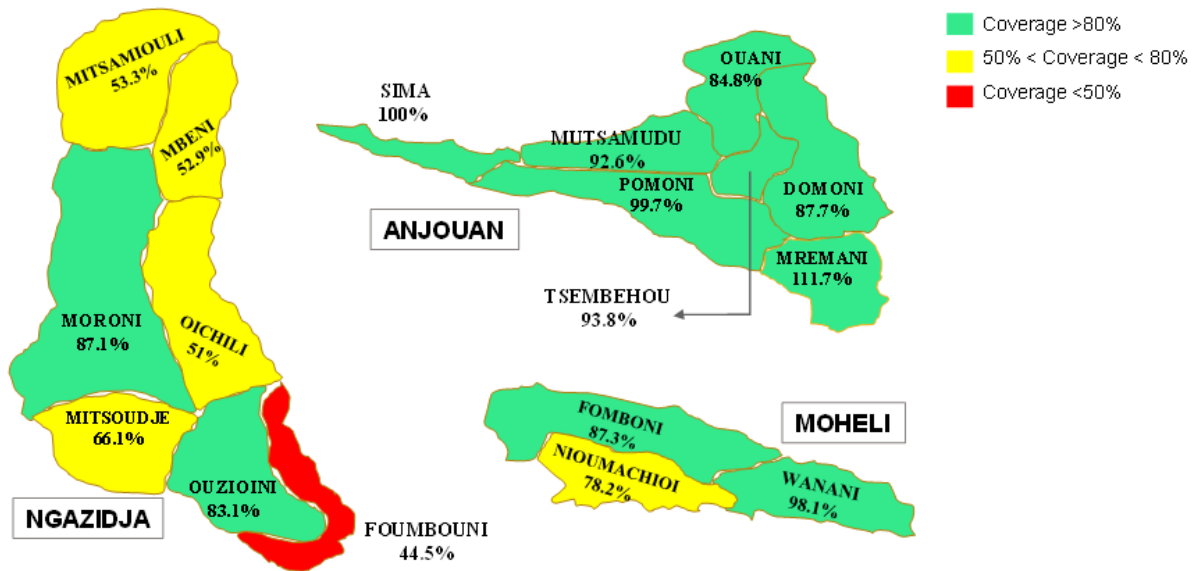 MITSAMIOULI
53.3%
MBENI
52.9%
MORONI
87.1%
OICHILI
51%
MITSOUDJE
66.1%
OUZIOINI
83.1%
FOUMBOUNI
44.5%
NGAZIDJA
SIMA
100%
OUANI
84.8%
MUTSAMUDU
92.6%
POMONI
99.7%
DOMONI
87.7%
MREMANI
111.7%
TSEMBEHOU
93.8%
ANJOUAN
FOMBONI
87.3%
NIOUMACHIOI
78.2%
WANANI
98.1%
MOHELI
Coverage >80%
50% < Coverage < 80%
Coverage <50%